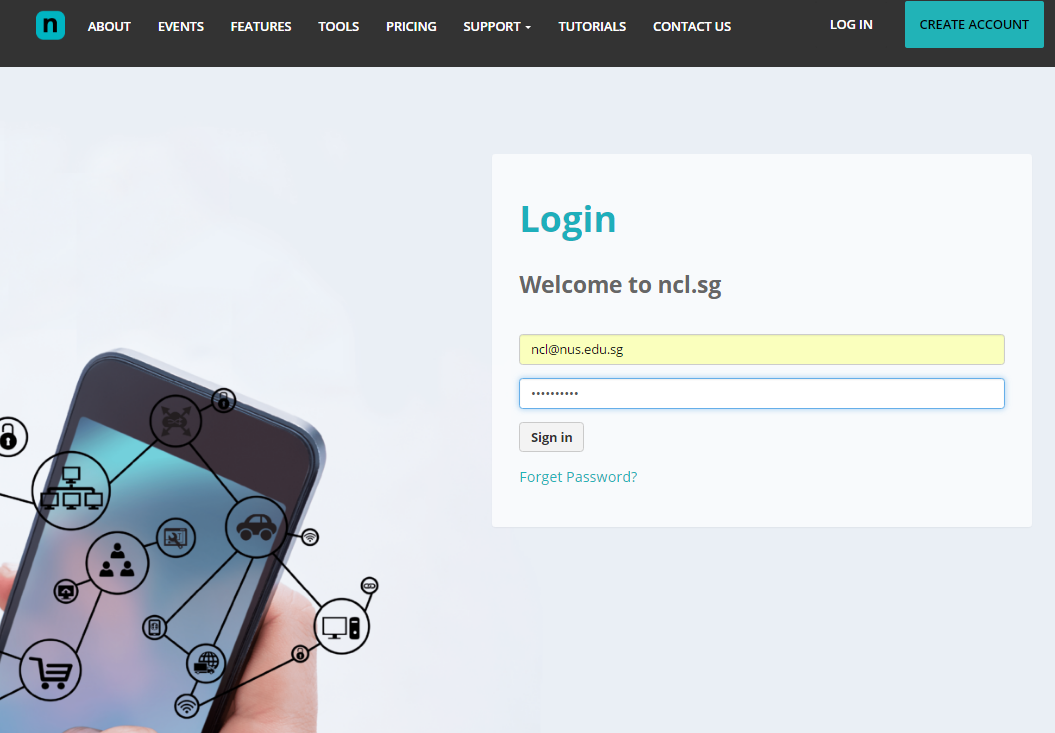 n ABOUT EVENTS FEATURES TOOLS PRICING SUPPORT TUTORIALS CONTACT US LOG IN CREATE ACCOUNT
Login
Welcome to ncl.sg
ncl@nus.edu.sg
••••••••••
Sign in
Forget Password?